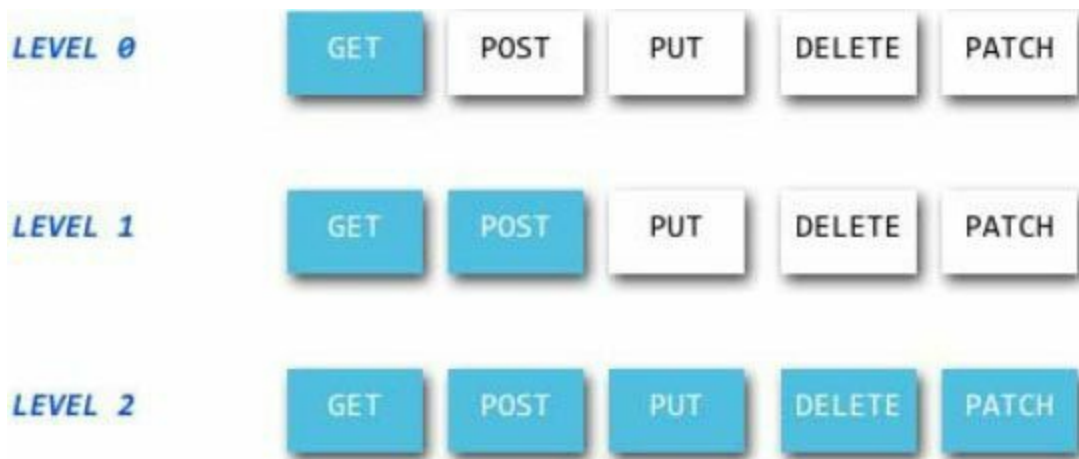 LEVEL 0 GET POST PUT DELETE PATCH
LEVEL 1 GET POST PUT DELETE PATCH
LEVEL 2 GET POST PUT DELETE PATCH